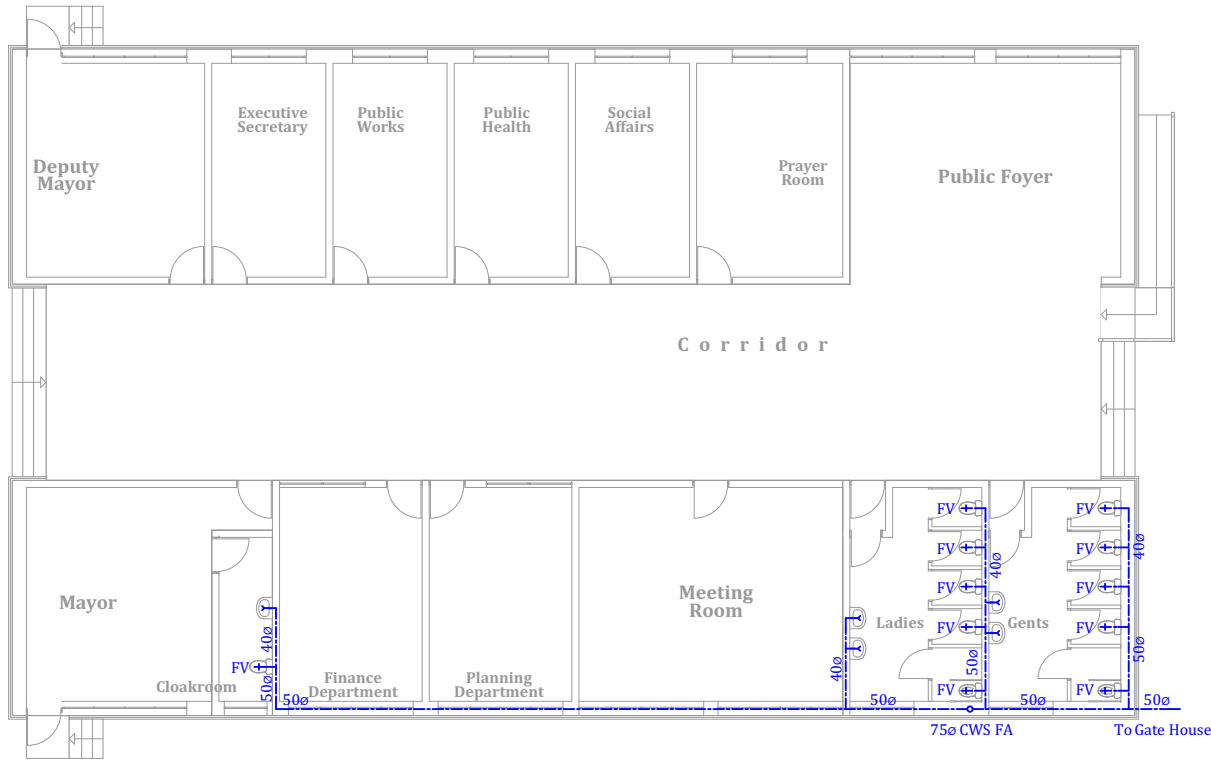 Executive
Secretary
Public
Works
Public
Health
Social
Affairs
Deputy
Mayor
Prayer
Room
Public Foyer
Corridor
FV
FV
FV
FV
40ø
40ø
FV
FV
Mayor
Meeting
Room
40ø
Ladies
FV
Gents
FV
50ø
50ø
FV
Cloakroom
50ø
40ø
Finance
Department
Planning
Department
FV
FV
50ø
50ø
50ø
50ø
75ø CWS FA
To Gate House